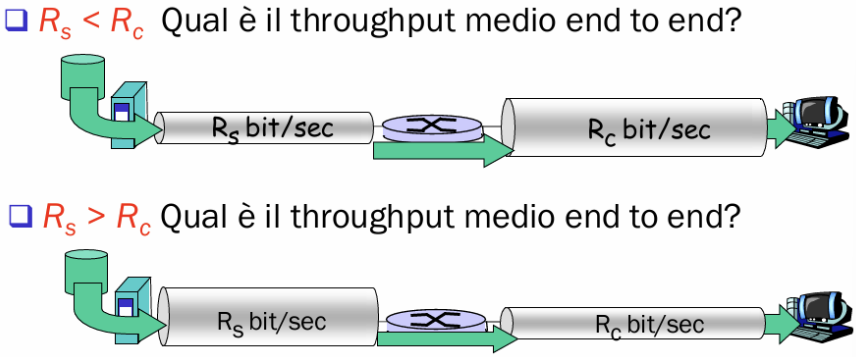 ❑ Rs < Rc Qual è il throughput medio end to end?
Rs bit/sec
Rc bit/sec
❑ Rs > Rc Qual è il throughput medio end to end?
Rs bit/sec
Rc bit/sec